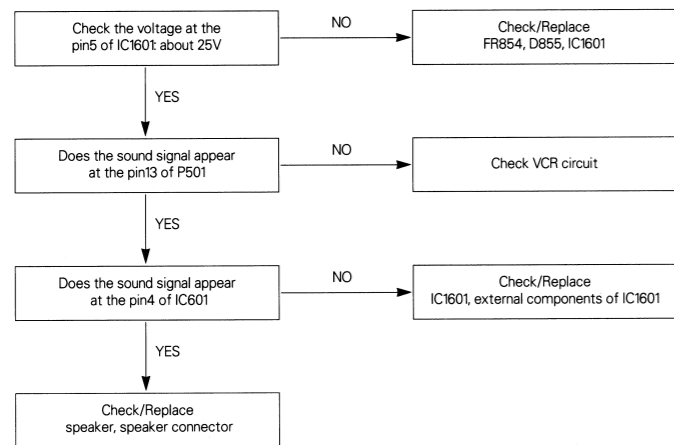 Check the voltage at the
pin5 of IC1601: about 25V
NO
Check/Replace
FR854, D855, IC1601
YES
Does the sound signal appear
at the pin13 of P501
NO
Check VCR circuit
YES
Does the sound signal appear
at the pin4 of IC601
NO
Check/Replace
IC1601, external components of IC1601
YES
Check/Replace
speaker, speaker connector